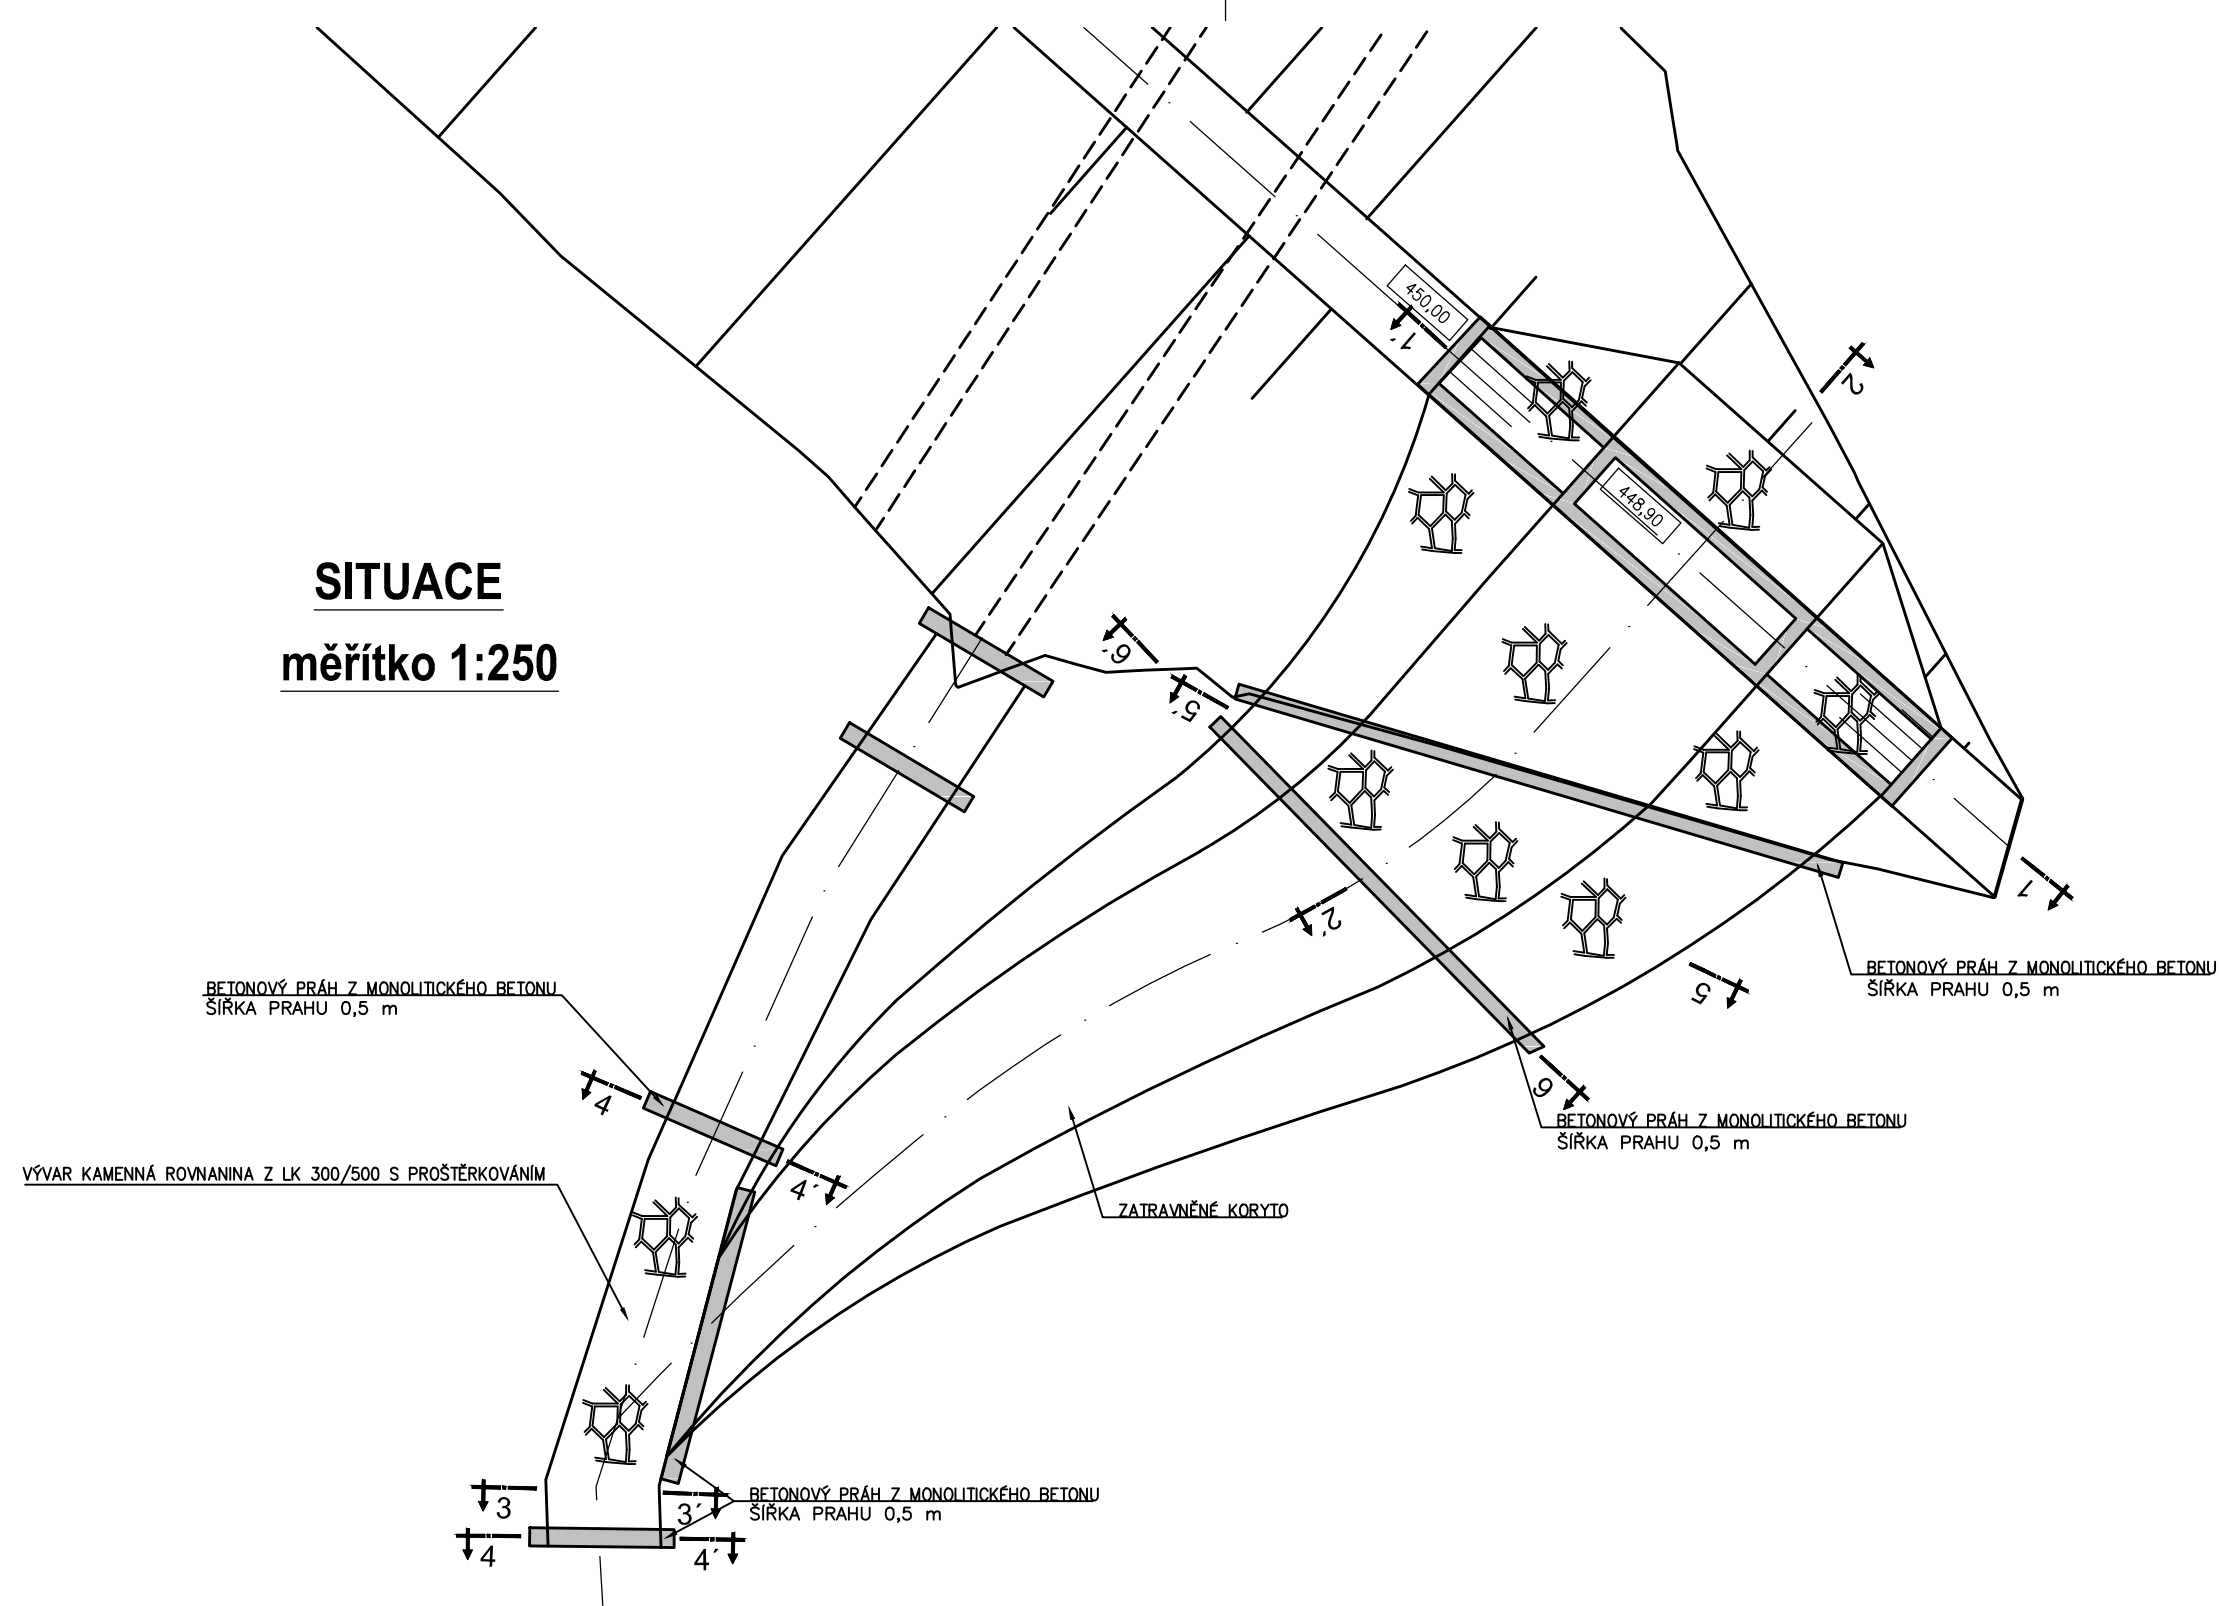 450,00
1´
2
SITUACE
448,90
měřítko 1:250
6´
5´
1
2´
BETONOVÝ PRÁH Z MONOLITICKÉHO BETONU
ŠÍŘKA PRAHU 0,5 m
BETONOVÝ PRÁH Z MONOLITICKÉHO BETONU
ŠÍŘKA PRAHU 0,5 m
5
4
6
BETONOVÝ PRÁH Z MONOLITICKÉHO BETONU
ŠÍŘKA PRAHU 0,5 m
VÝVAR KAMENNÁ ROVNANINA Z LK 300/500 S PROŠTĚRKOVÁNÍM
4´
ZATRAVNĚNÉ KORYTO
3
3´
BETONOVÝ PRÁH Z MONOLITICKÉHO BETONU
ŠÍŘKA PRAHU 0,5 m
4
4´